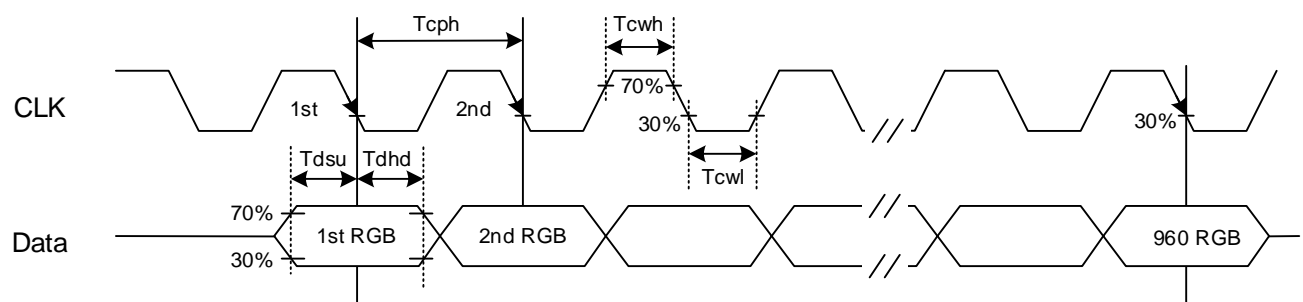 Tcph
Tcwh
CLK
1st
2nd
70%
30%
30%
Tdsu
Tdhd
Tcwl
70%
Data
1st RGB
2nd RGB
960 RGB
30%